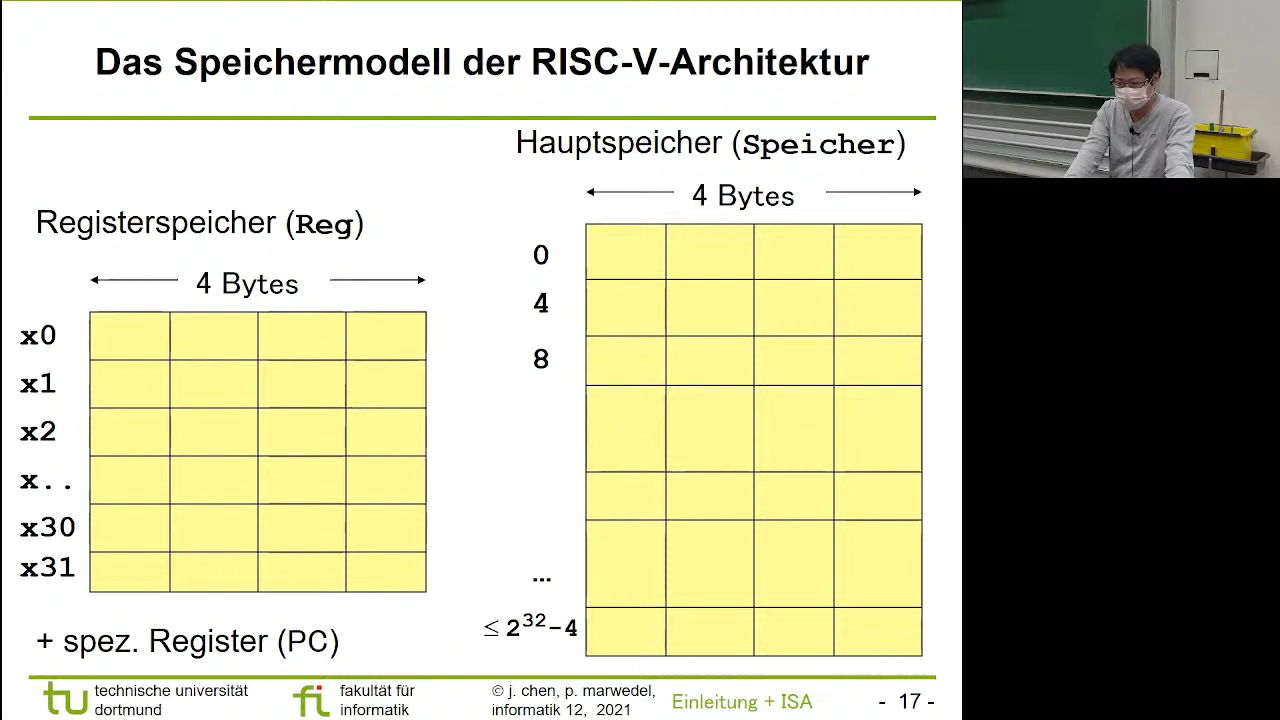 Das Speichermodell der RISC-V-Architektur
Registerspeicher (Reg)
4 Bytes
x0
x1
x2
x..
x30
x31
+ spez. Register (PC)
Hauptspeicher (Speicher)
4 Bytes
0
4
8
...
≤ 2³²-4
tu technische universität
dortmund
fi fakultät für
informatik
© j. chen, p. marwedel,
informatik 12, 2021
Einleitung + ISA
- 17 -